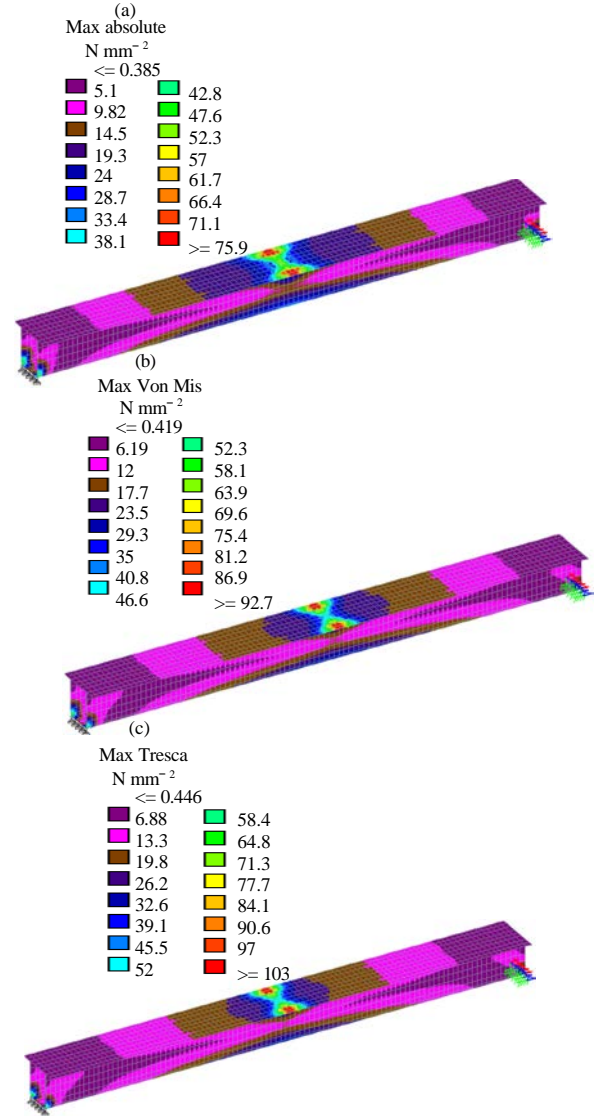 (a)
Max absolute
N mm⁻²
<= 0.385
5.1 42.8
9.82 47.6
14.5 52.3
19.3 57
24 61.7
28.7 66.4
33.4 71.1
38.1 >= 75.9
(b)
Max Von Mis
N mm⁻²
<= 0.419
6.19 52.3
12 58.1
17.7 63.9
23.5 69.6
29.3 75.4
35 81.2
40.8 86.9
46.6 >= 92.7
(c)
Max Tresca
N mm⁻²
<= 0.446
6.88 58.4
13.3 64.8
19.8 71.3
26.2 77.7
32.6 84.1
39.1 90.6
45.5 97
52 >= 103